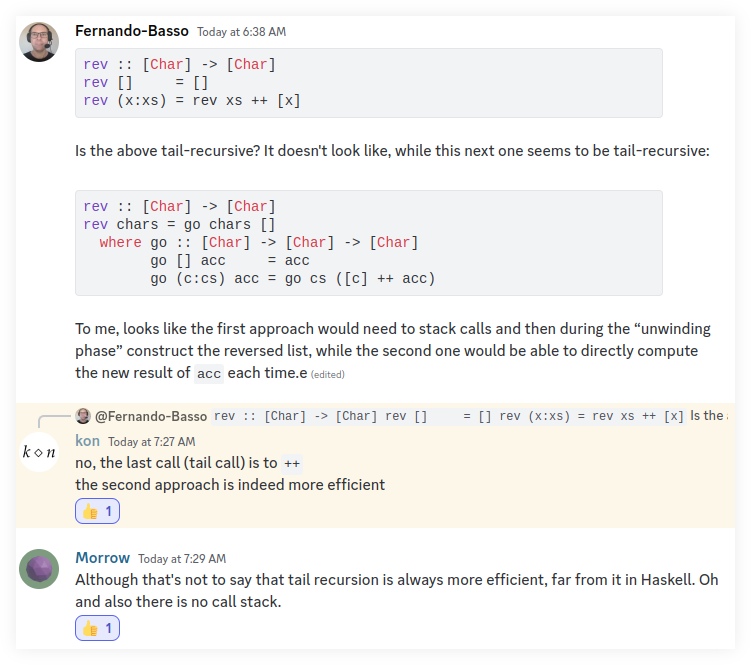 Fernando-Basso Today at 6:38 AM
rev :: [Char] -> [Char]
rev []     = []
rev (x:xs) = rev xs ++ [x]
Is the above tail-recursive? It doesn't look like, while this next one seems to be tail-recursive:
rev :: [Char] -> [Char]
rev chars = go chars []
  where go :: [Char] -> [Char] -> [Char]
        go [] acc     = acc
        go (c:cs) acc = go cs ([c] ++ acc)
To me, looks like the first approach would need to stack calls and then during the “unwinding
phase” construct the reversed list, while the second one would be able to directly compute
the new result of acc each time.e (edited)
@Fernando-Basso rev :: [Char] -> [Char] rev []     = [] rev (x:xs) = rev xs ++ [x] Is the
k⋄n
kon Today at 7:27 AM
no, the last call (tail call) is to ++
the second approach is indeed more efficient
👍 1
Morrow Today at 7:29 AM
Although that's not to say that tail recursion is always more efficient, far from it in Haskell. Oh
and also there is no call stack.
👍 1